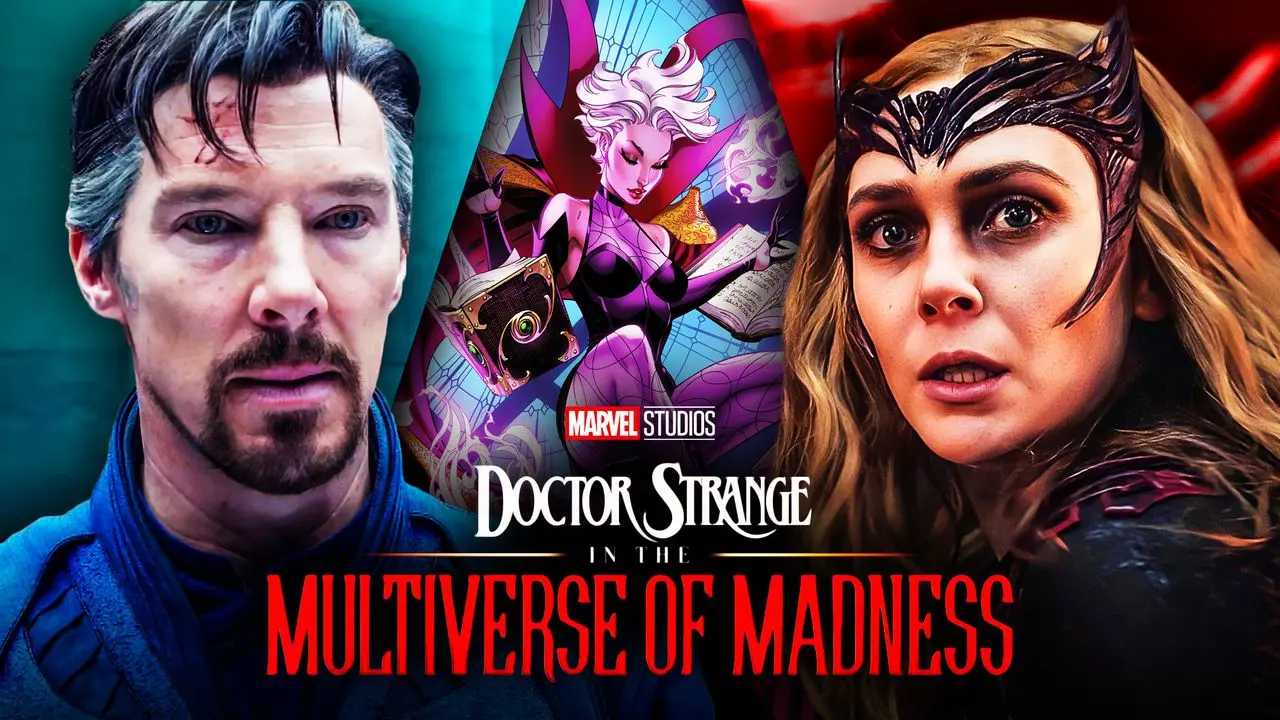 MARVEL STUDIOS
DOCTOR STRANGE
IN THE
MULTIVERSE OF MADNESS